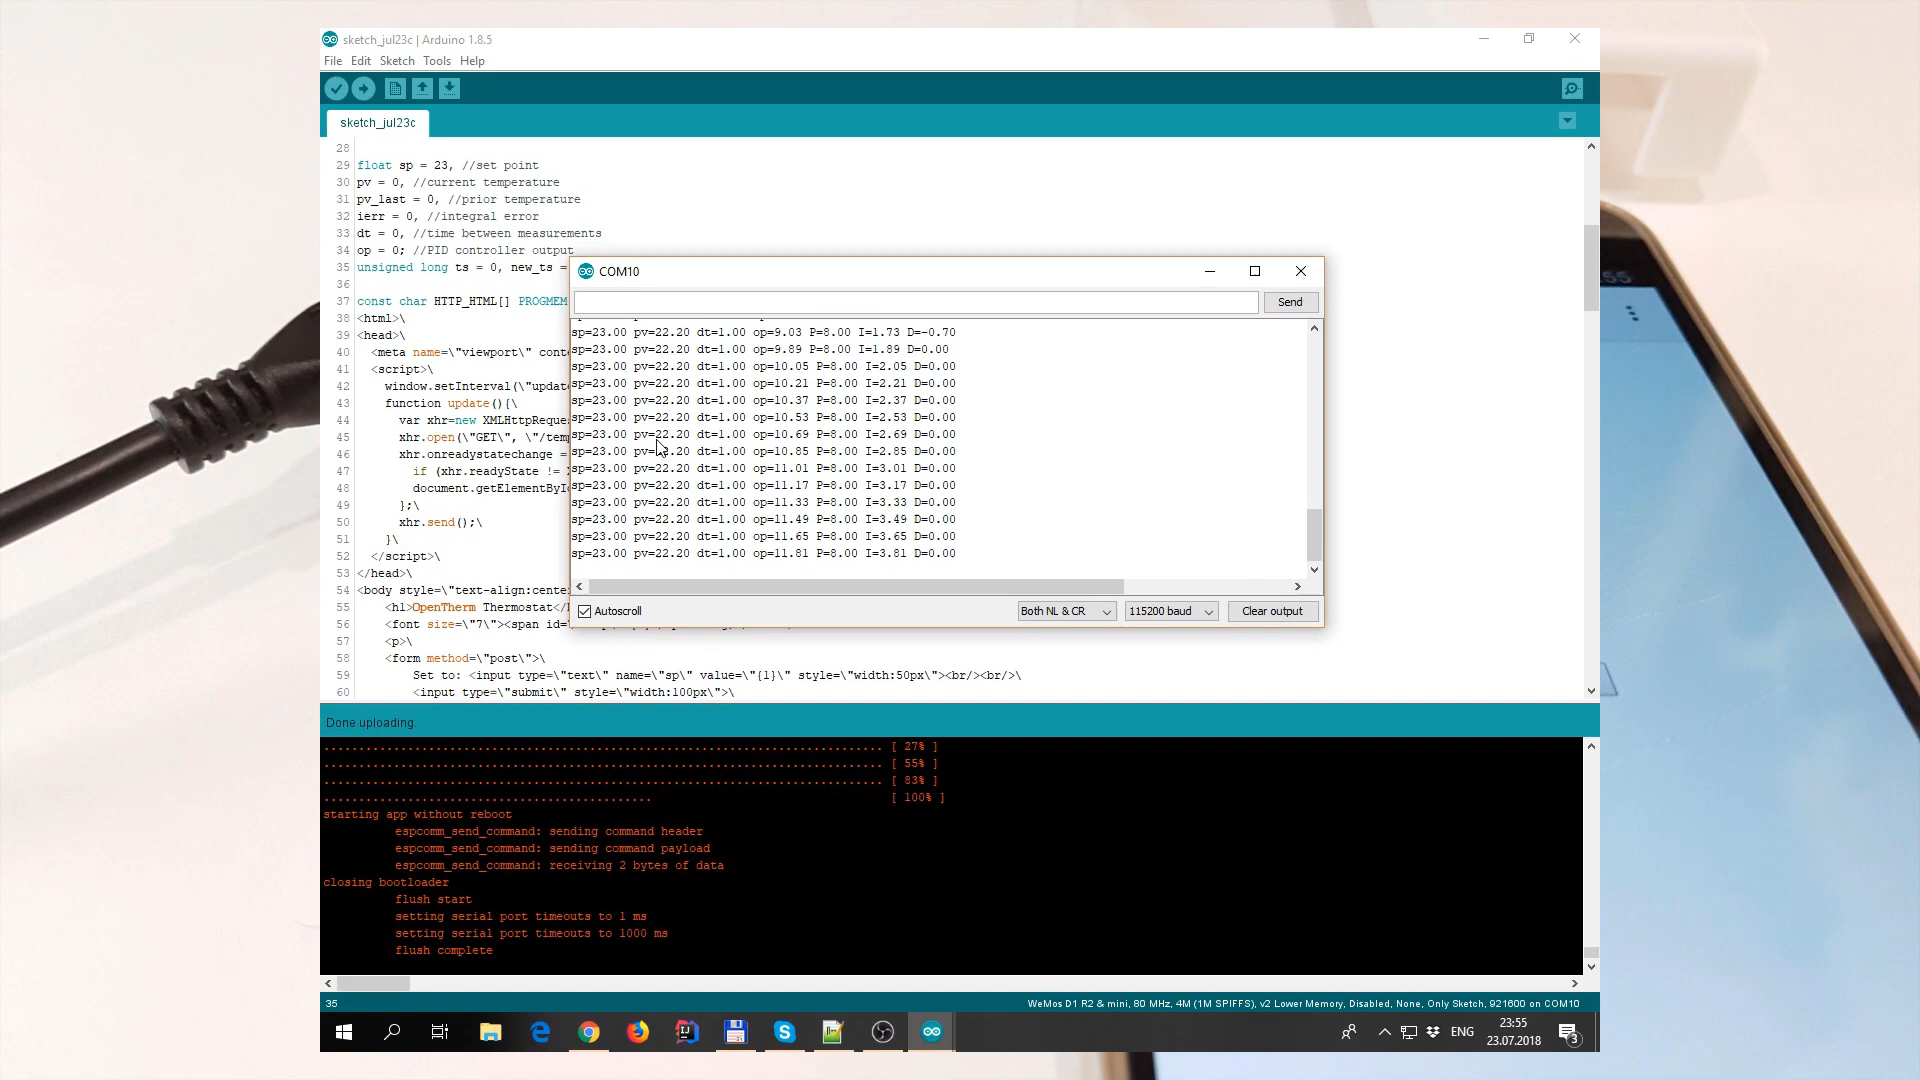 sketch_jul23c | Arduino 1.8.5
File Edit Sketch Tools Help
sketch_jul23c
28
29 float sp = 23, //set point
30 pv = 0, //current temperature
31 pv_last = 0, //prior temperature
32 ierr = 0, //integral error
33 dt = 0, //time between measurements
34 op = 0; //PID controller output
35 unsigned long ts = 0, new_ts =
36
37 const char HTTP_HTML[] PROGMEM
38 <html>\
39 <head>\
40 <meta name=\"viewport\" conte
41 <script>\
42 window.setInterval(\"update
43 function update(){\
44 var xhr=new XMLHttpReque
45 xhr.open(\"GET\", \"/temp
46 xhr.onreadystatechange =
47 if (xhr.readyState !=
48 document.getElementById
49 };\
50 xhr.send();\
51 }\
52 </script>\
53 </head>\
54 <body style=\"text-align:cente
55 <h1>OpenTherm Thermostat</
56 <font size=\"7\"><span id=\
57 <p>\
58 <form method=\"post\">\
59 Set to: <input type=\"text\" name=\"sp\" value=\"{1}\" style=\"width:50px\"><br/><br/>\
60 <input type=\"submit\" style=\"width:100px\">\
COM10
Send
sp=23.00 pv=22.20 dt=1.00 op=9.03 P=8.00 I=1.73 D=-0.70
sp=23.00 pv=22.20 dt=1.00 op=9.89 P=8.00 I=1.89 D=0.00
sp=23.00 pv=22.20 dt=1.00 op=10.05 P=8.00 I=2.05 D=0.00
sp=23.00 pv=22.20 dt=1.00 op=10.21 P=8.00 I=2.21 D=0.00
sp=23.00 pv=22.20 dt=1.00 op=10.37 P=8.00 I=2.37 D=0.00
sp=23.00 pv=22.20 dt=1.00 op=10.53 P=8.00 I=2.53 D=0.00
sp=23.00 pv=22.20 dt=1.00 op=10.69 P=8.00 I=2.69 D=0.00
sp=23.00 pv=22.20 dt=1.00 op=10.85 P=8.00 I=2.85 D=0.00
sp=23.00 pv=22.20 dt=1.00 op=11.01 P=8.00 I=3.01 D=0.00
sp=23.00 pv=22.20 dt=1.00 op=11.17 P=8.00 I=3.17 D=0.00
sp=23.00 pv=22.20 dt=1.00 op=11.33 P=8.00 I=3.33 D=0.00
sp=23.00 pv=22.20 dt=1.00 op=11.49 P=8.00 I=3.49 D=0.00
sp=23.00 pv=22.20 dt=1.00 op=11.65 P=8.00 I=3.65 D=0.00
sp=23.00 pv=22.20 dt=1.00 op=11.81 P=8.00 I=3.81 D=0.00
Autoscroll Both NL & CR 115200 baud Clear output
Done uploading.
................................................................................ [ 27% ]
................................................................................ [ 55% ]
................................................................................ [ 83% ]
............................................... [ 100% ]
starting app without reboot
espcomm_send_command: sending command header
espcomm_send_command: sending command payload
espcomm_send_command: receiving 2 bytes of data
closing bootloader
flush start
setting serial port timeouts to 1 ms
setting serial port timeouts to 1000 ms
flush complete
35 WeMos D1 R2 & mini, 80 MHz, 4M (1M SPIFFS), v2 Lower Memory, Disabled, None, Only Sketch, 921600 on COM10
ENG
23:55
23.07.2018
3